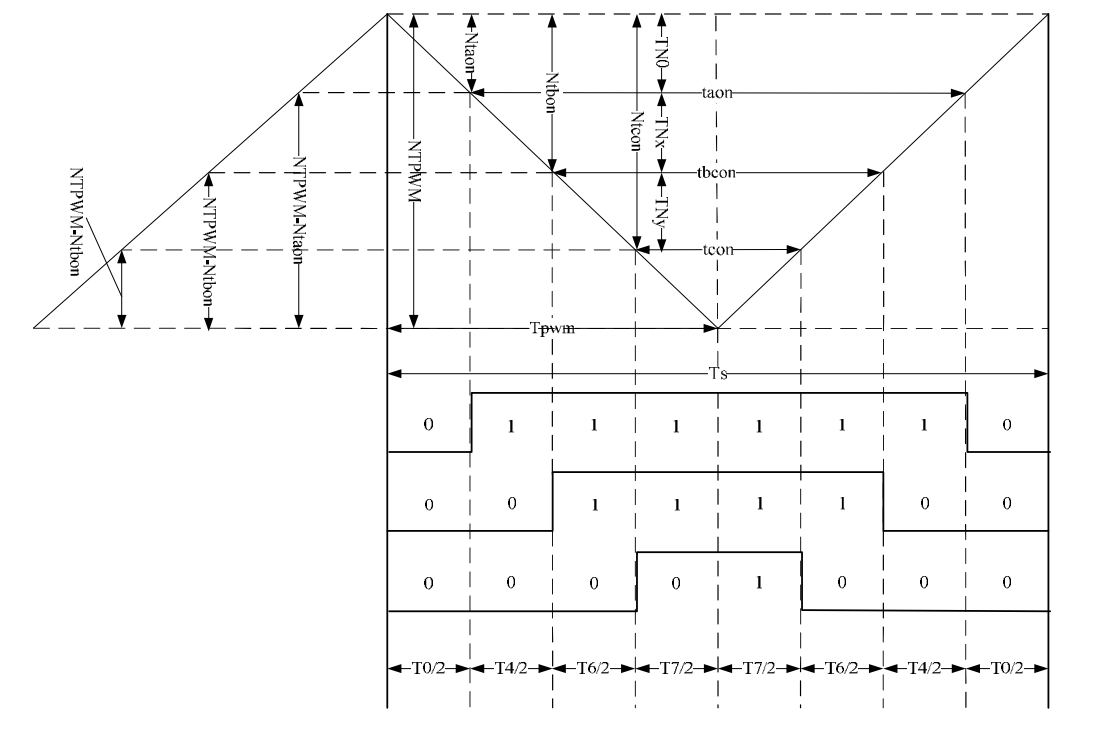 Ntaon
Ntbon
Ntcon
TN0
NTPWM
TNx
TNy
taon
tbcon
tcon
NTPWM-Ntbon
NTPWM-Ntbon
NTPWM-Ntaon
Tpwm
Ts
0 1 1 1 1 1 1 0
0 0 1 1 1 1 0 0
0 0 0 0 1 0 0 0
T0/2 T4/2 T6/2 T7/2 T7/2 T6/2 T4/2 T0/2